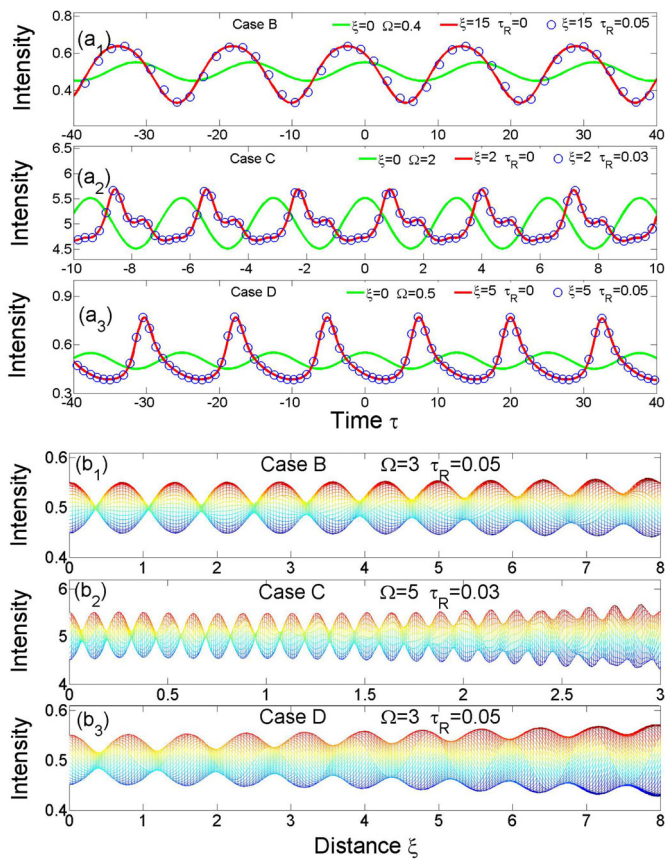 (a1) Case B ξ=0 Ω=0.4 ξ=15 τR=0 ξ=15 τR=0.05
Intensity
0.6
0.4
-40 -30 -20 -10 0 10 20 30 40
(a2) Case C ξ=0 Ω=2 ξ=2 τR=0 ξ=2 τR=0.03
Intensity
6.5
5.5
4.5
-10 -8 -6 -4 -2 0 2 4 6 8 10
(a3) Case D ξ=0 Ω=0.5 ξ=5 τR=0 ξ=5 τR=0.05
Intensity
0.9
0.6
0.3
-40 -30 -20 -10 0 10 20 30 40
Time τ
(b1) Case B Ω=3 τR=0.05
Intensity
0.6
0.5
0.4
0 1 2 3 4 5 6 7 8
(b2) Case C Ω=5 τR=0.03
Intensity
6
5
4
0 0.5 1 1.5 2 2.5 3
(b3) Case D Ω=3 τR=0.05
Intensity
0.6
0.5
0.4
0 1 2 3 4 5 6 7 8
Distance ξ